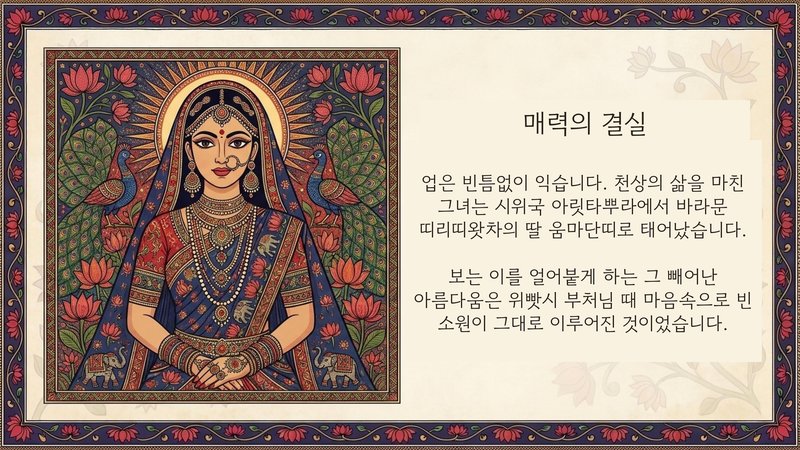 매력의 결실
업은 빈틈없이 익습니다. 천상의 삶을 마친
그녀는 시위국 아릿타뿌라에서 바라문
띠리띠왓차의 딸 움마단띠로 태어났습니다.
보는 이를 얼어붙게 하는 그 빼어난
아름다움은 위빳시 부처님 때 마음속으로 빈
소원이 그대로 이루어진 것이었습니다.